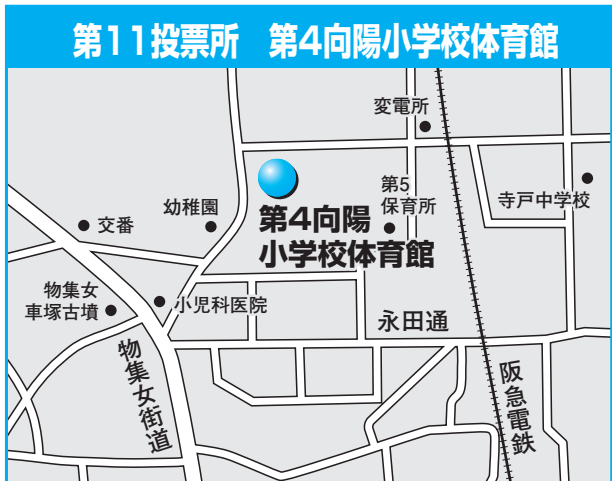 第11投票所　第4向陽小学校体育館
変電所
第5
保育所
寺戸中学校
幼稚園
交番
第4向陽
小学校体育館
物集女
車塚古墳
小児科医院
永田通
物集女街道
阪急電鉄